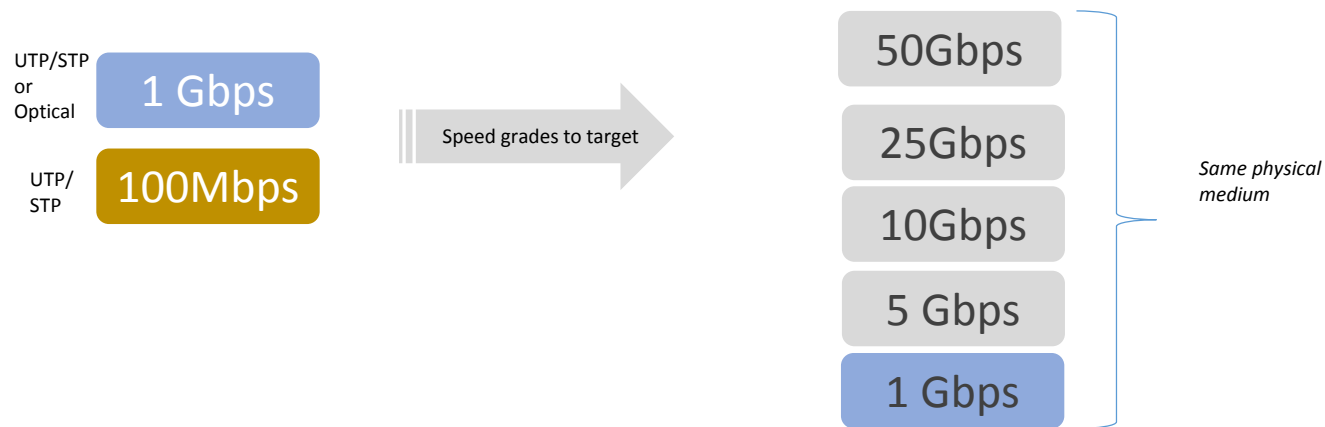 UTP/STP
or
Optical
1 Gbps
UTP/
STP
100Mbps
Speed grades to target
50Gbps
25Gbps
10Gbps
5 Gbps
1 Gbps
Same physical
medium